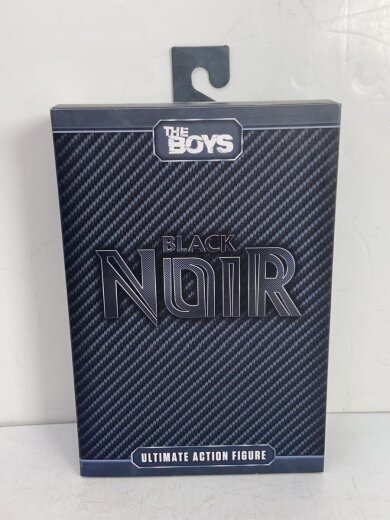 THE
BOYS
BLACK
NOIR
ULTIMATE ACTION FIGURE